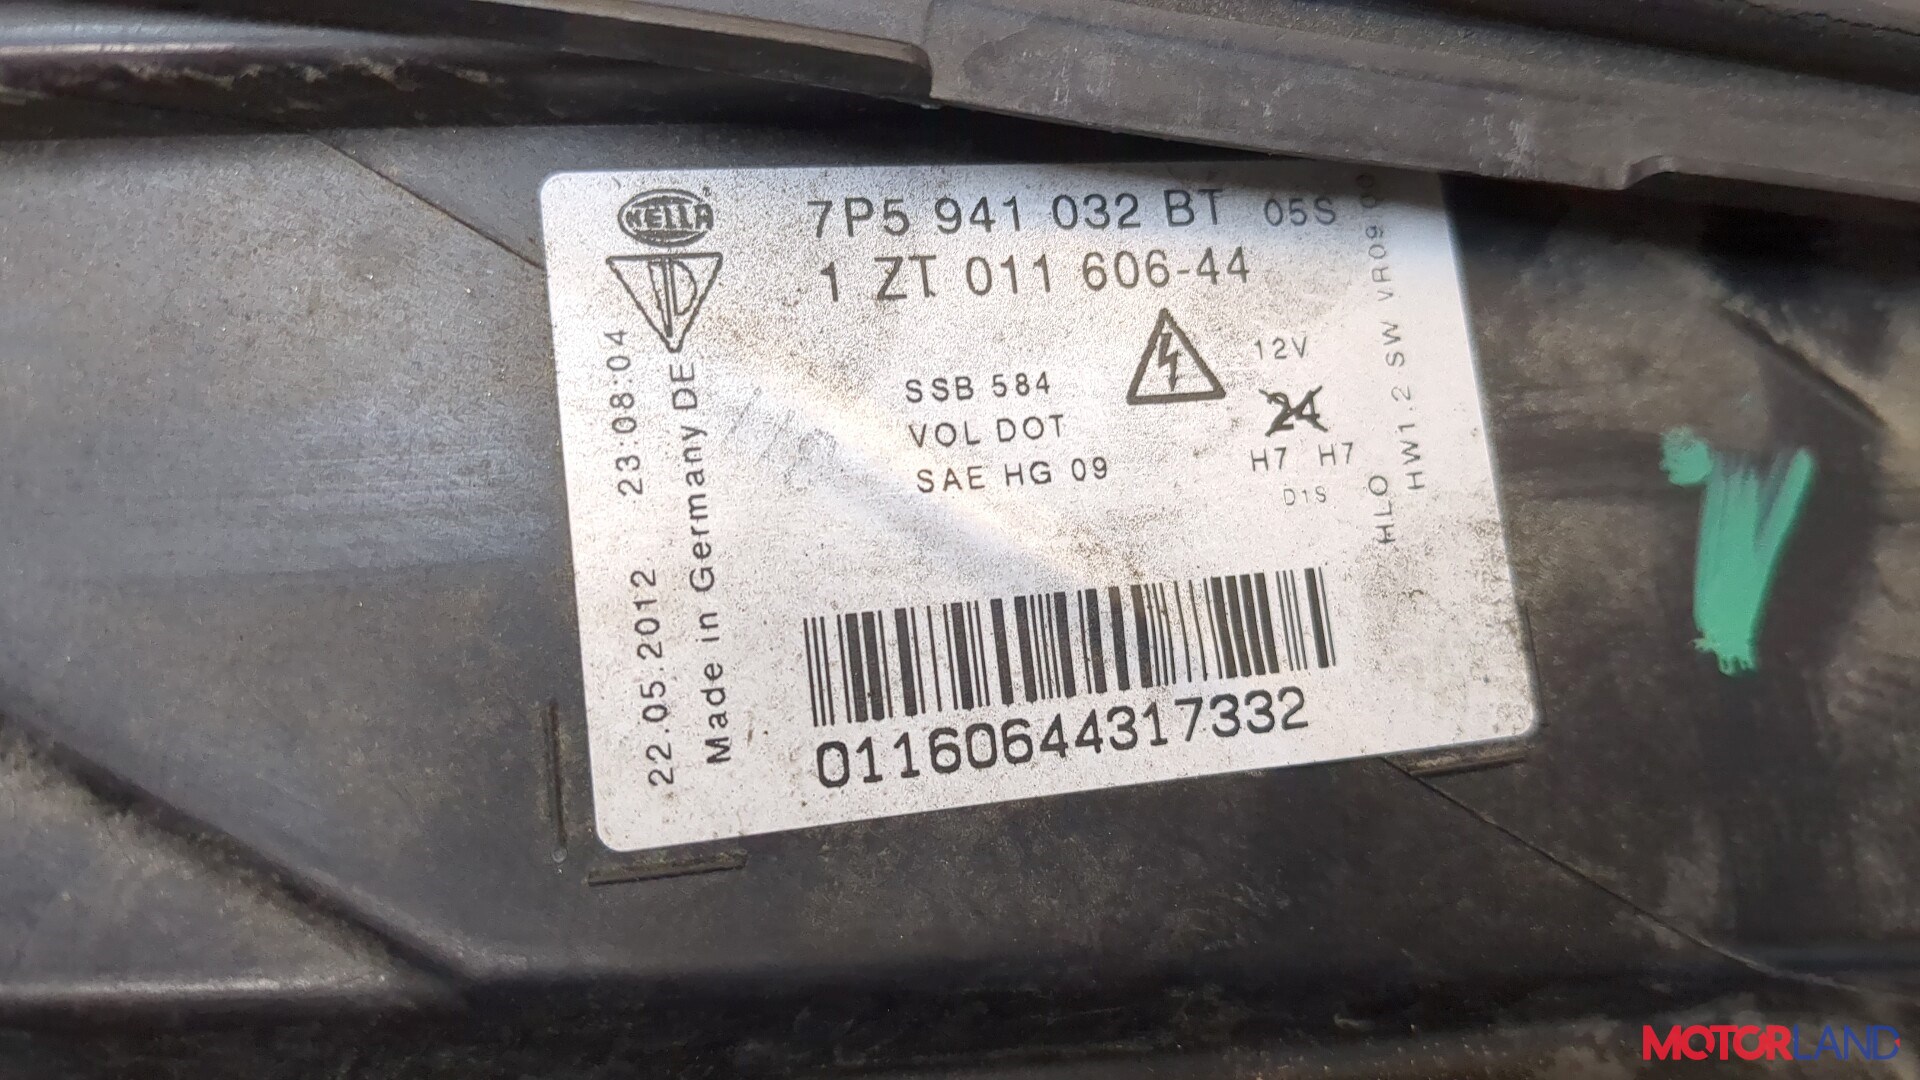 HELLA
7P5 941 032 BT 05S
1 ZT 011 606-44
SSB 584
VOL DOT
SAE HG 09
12V
24
H7 H7
D1S
22.05.2012 23:08:04
Made in Germany DE
HLO
HW1.2 SW VR09
01160644317332
MOTORLAND